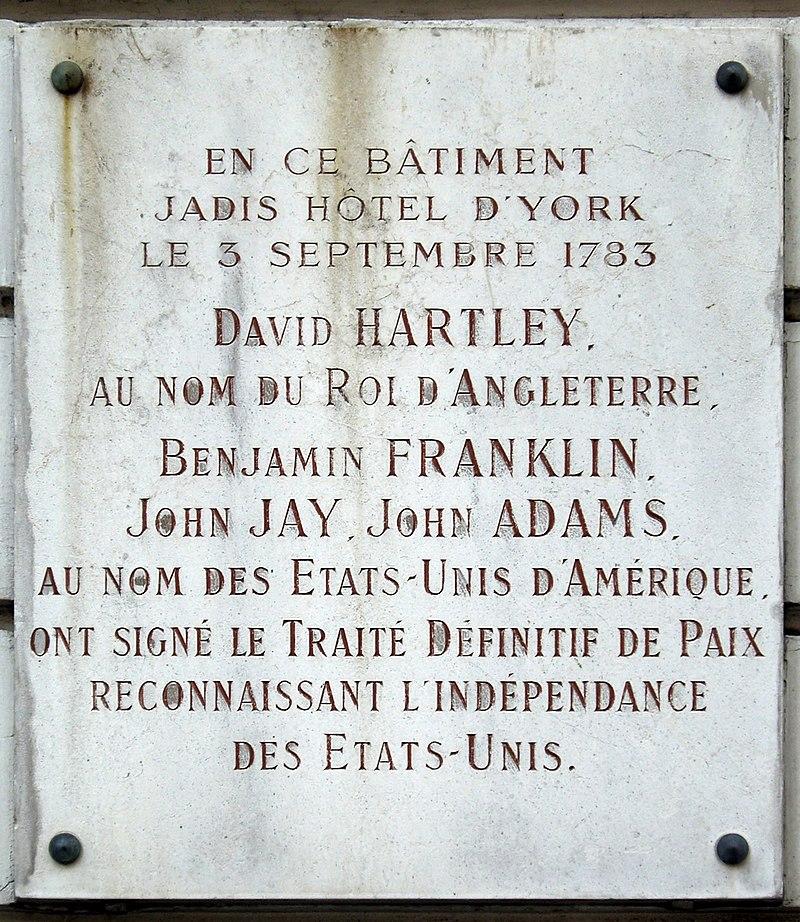 EN CE BÂTIMENT
JADIS HÔTEL D'YORK
LE 3 SEPTEMBRE 1783
DAVID HARTLEY,
AU NOM DU ROI D'ANGLETERRE,
BENJAMIN FRANKLIN,
JOHN JAY, JOHN ADAMS,
AU NOM DES ETATS-UNIS D'AMÉRIQUE,
ONT SIGNÉ LE TRAITÉ DÉFINITIF DE PAIX
RECONNAISSANT L'INDÉPENDANCE
DES ETATS-UNIS.